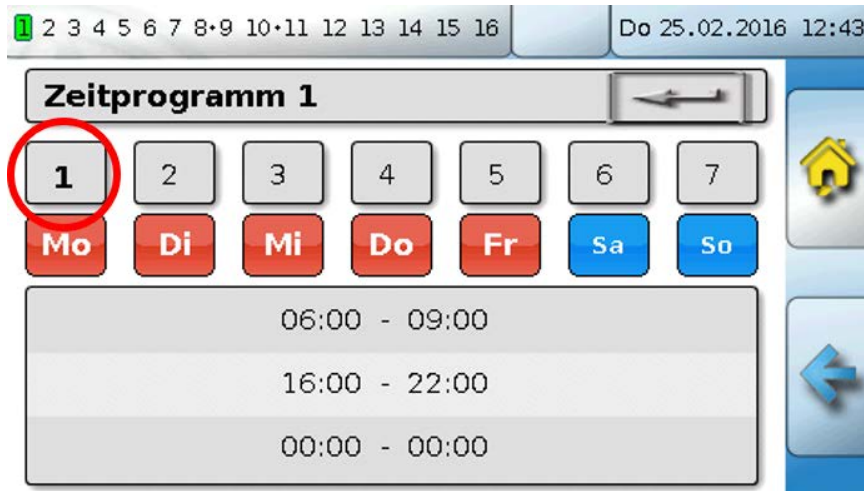 1 2 3 4 5 6 7 8•9 10•11 12 13 14 15 16 Do 25.02.2016 12:43
Zeitprogramm 1
1 2 3 4 5 6 7
Mo Di Mi Do Fr Sa So
06:00 - 09:00
16:00 - 22:00
00:00 - 00:00